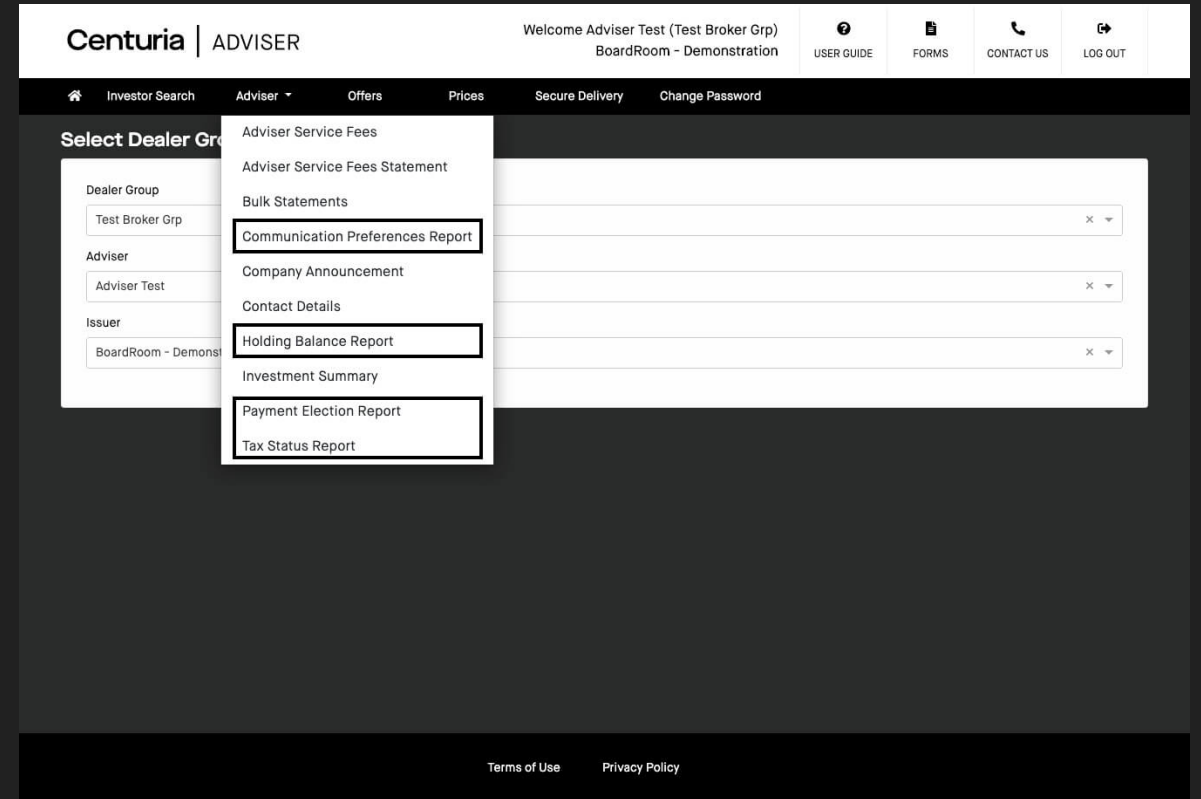 Centuria | ADVISER
Welcome Adviser Test (Test Broker Grp)
BoardRoom - Demonstration
USER GUIDE
FORMS
CONTACT US
LOG OUT
Investor Search
Adviser
Offers
Prices
Secure Delivery
Change Password
Select Dealer Gro
Adviser Service Fees
Adviser Service Fees Statement
Bulk Statements
Communication Preferences Report
Company Announcement
Contact Details
Holding Balance Report
Investment Summary
Payment Election Report
Tax Status Report
Dealer Group
Test Broker Grp
Adviser
Adviser Test
Issuer
BoardRoom - Demonst
Terms of Use
Privacy Policy